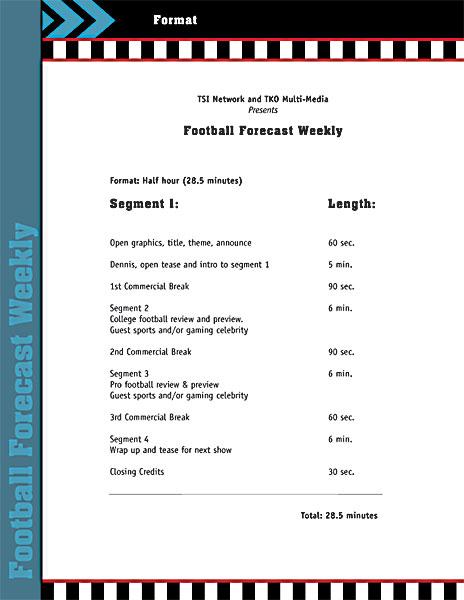 Format
TSI Network and TKO Multi-Media
Presents
Football Forecast Weekly
Format: Half hour (28.5 minutes)
Segment I: Length:
Open graphics, title, theme, announce 60 sec.
Dennis, open tease and intro to segment 1 5 min.
1st Commercial Break 90 sec.
Segment 2 6 min.
College football review and preview.
Guest sports and/or gaming celebrity
2nd Commercial Break 90 sec.
Segment 3 6 min.
Pro football review & preview
Guest sports and/or gaming celebrity
3rd Commercial Break 60 sec.
Segment 4 6 min.
Wrap up and tease for next show
Closing Credits 30 sec.
Total: 28.5 minutes
Football Forecast Weekly